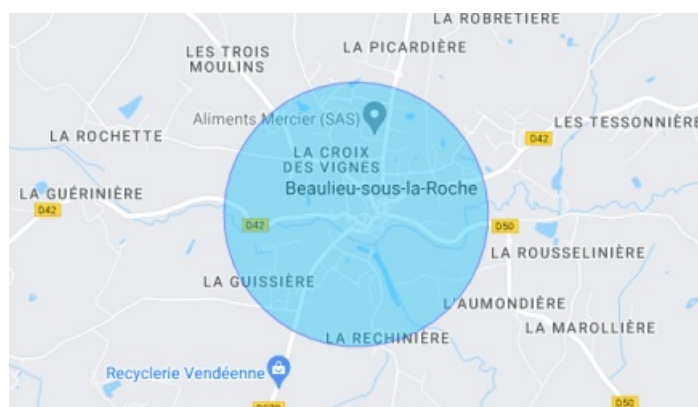 LA ROBRETIÈRE
LES TROIS
MOULINS
LA PICARDIÈRE
Aliments Mercier (SAS)
LES TESSONNIÈRE
D42
LA ROCHETTE
LA CROIX
DES VIGNES
Beaulieu-sous-la-Roche
LA GUÉRINIÈRE
D42
D42
D50
LA ROUSSELINIÈRE
LA GUISSIÈRE
L'AUMONDIÈRE
LA MAROLLIÈRE
LA RECHINIÈRE
Recyclerie Vendéenne
D50